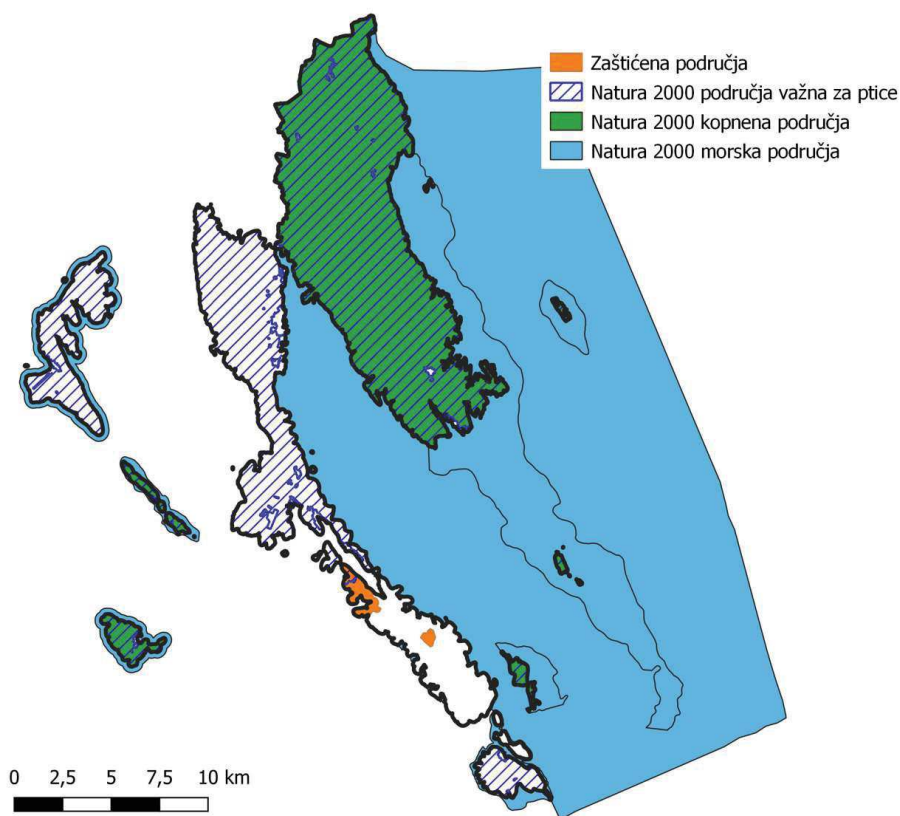 Zaštićena područja
Natura 2000 područja važna za ptice
Natura 2000 kopnena područja
Natura 2000 morska područja
0 2,5 5 7,5 10 km